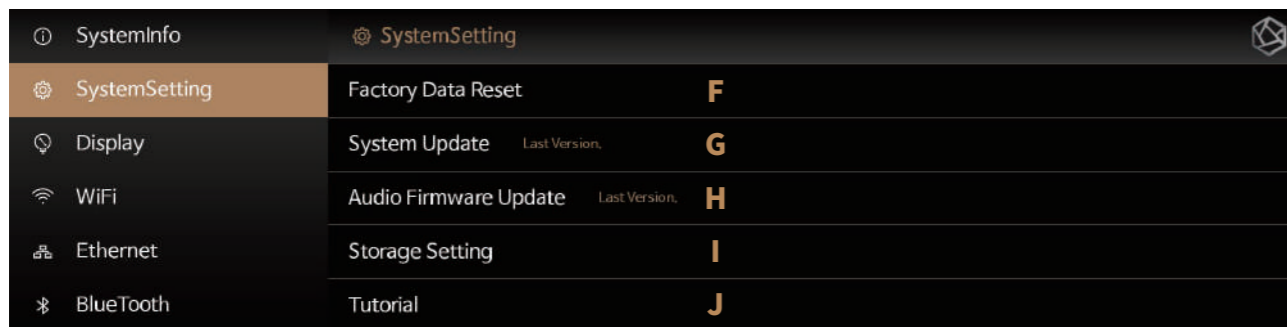 SystemInfo
SystemSetting
Display
WiFi
Ethernet
BlueTooth
SystemSetting
Factory Data Reset F
System Update Last Version. G
Audio Firmware Update Last Version. H
Storage Setting I
Tutorial J